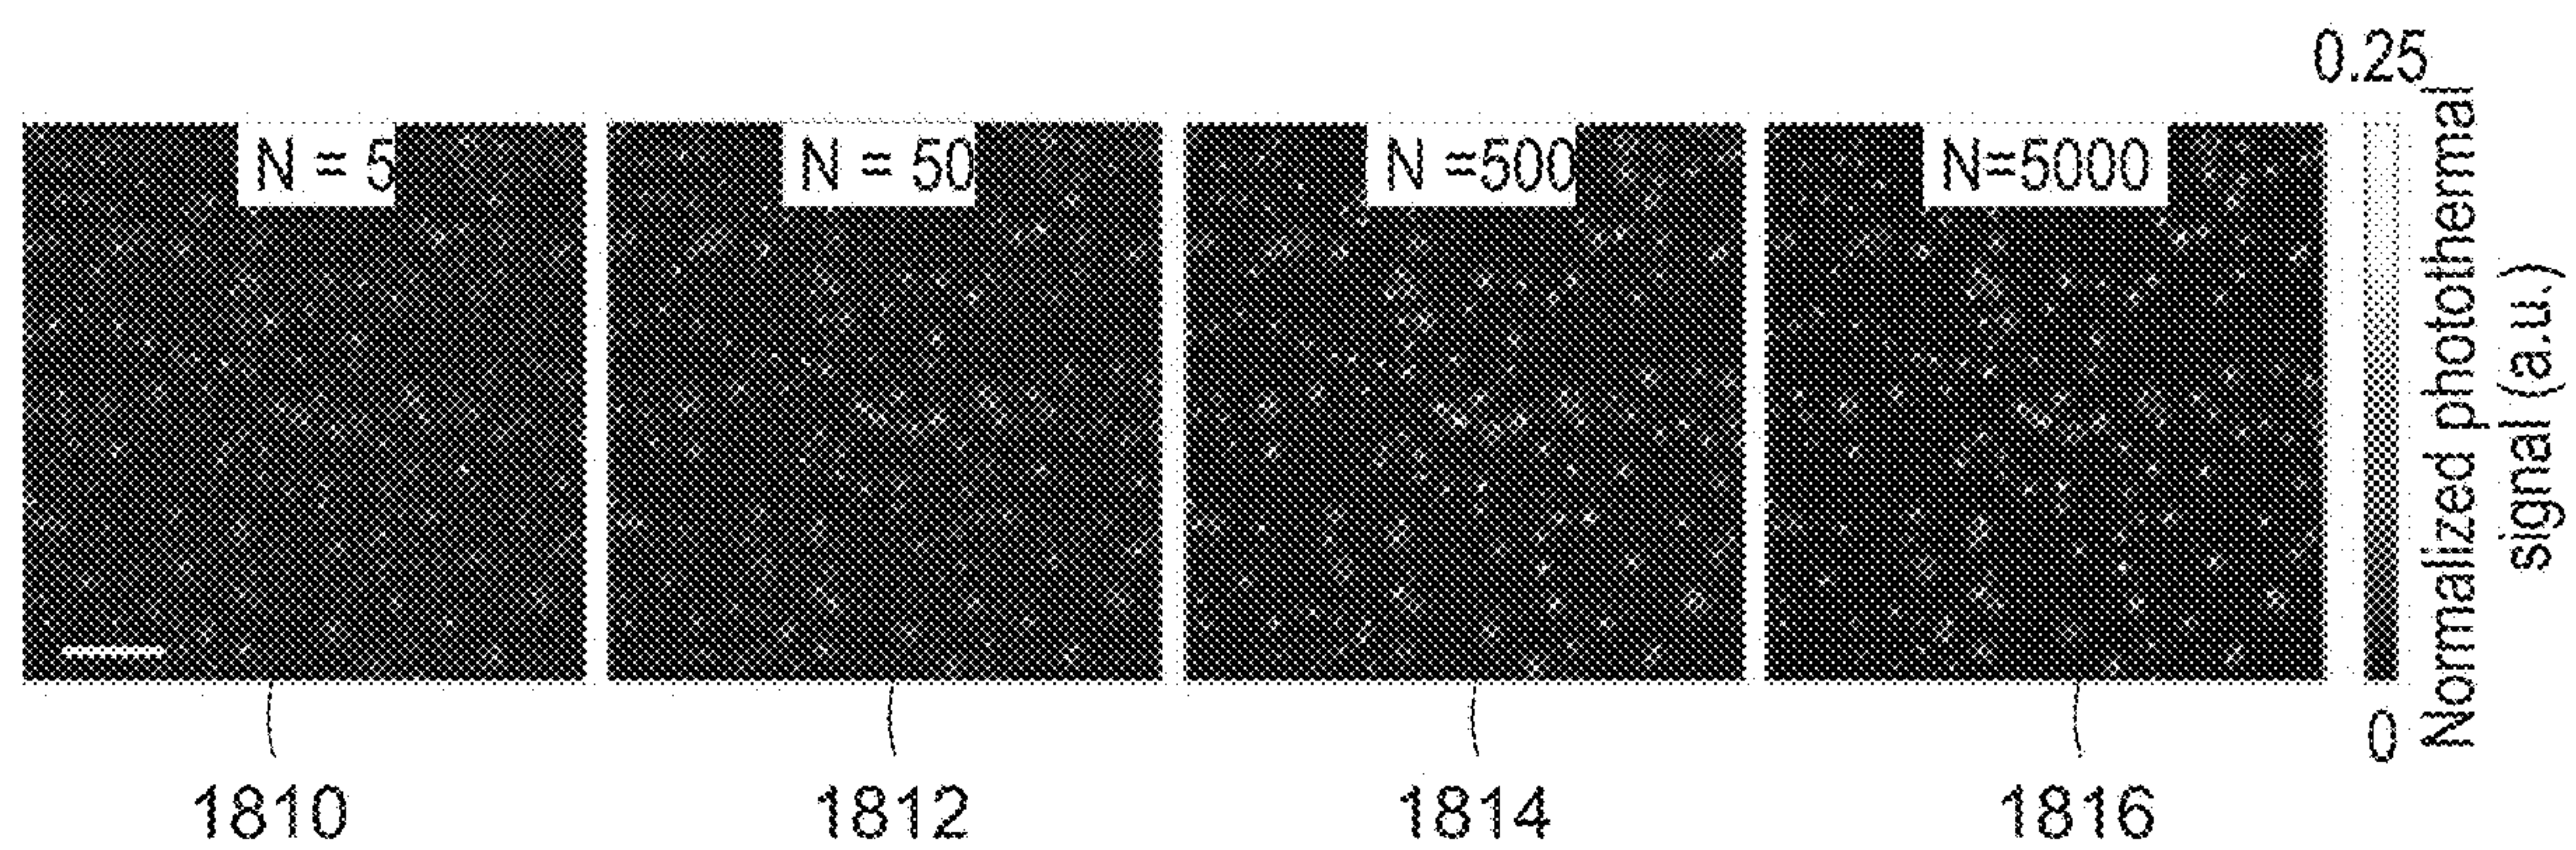 N = 5
N = 50
N =500
N=5000
0.25
0
Normalized photothermal
signal (a.u.)
1810
1812
1814
1816